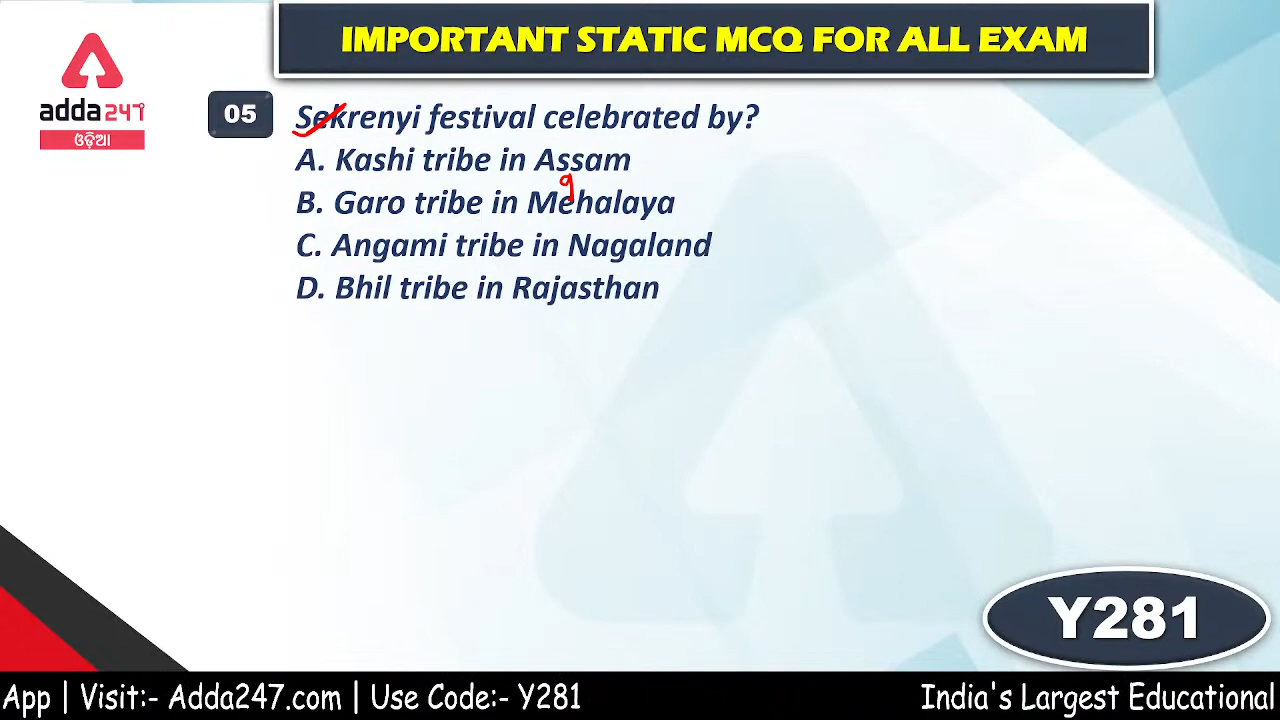 IMPORTANT STATIC MCQ FOR ALL EXAM
adda247
ଓଡ଼ିଆ
05
Sekrenyi festival celebrated by?
A. Kashi tribe in Assam
g
B. Garo tribe in Mehalaya
C. Angami tribe in Nagaland
D. Bhil tribe in Rajasthan
Y281
App | Visit:- Adda247.com | Use Code:- Y281
India's Largest Educational